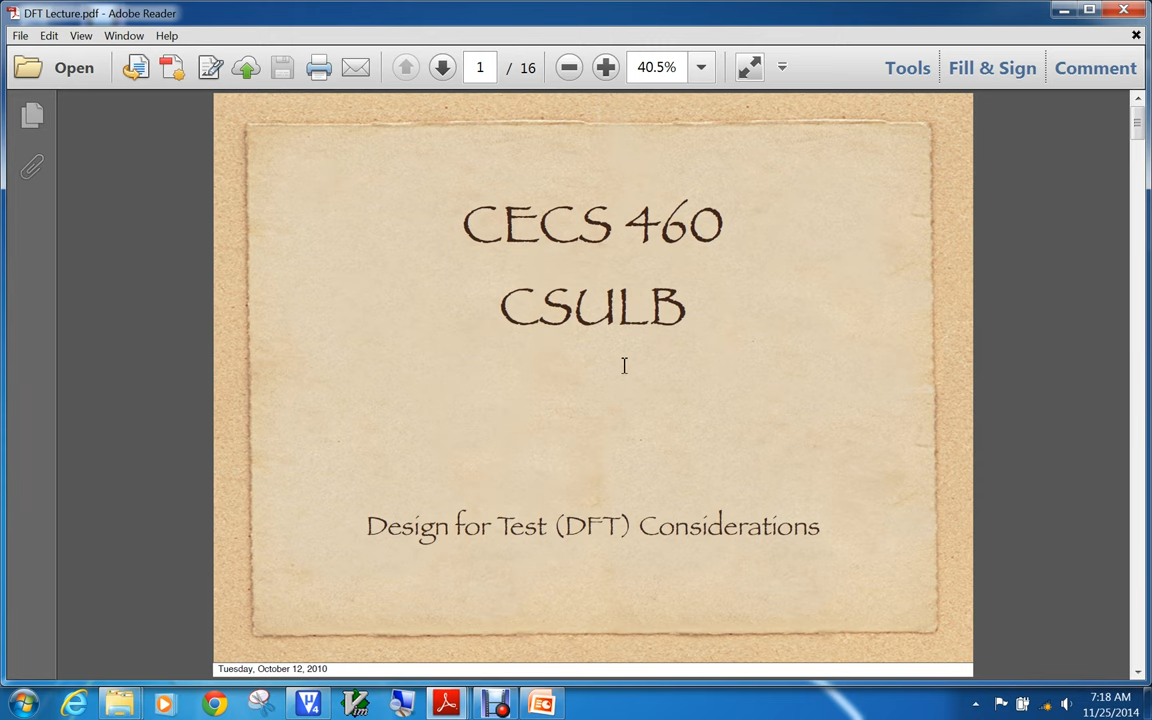 DFT Lecture.pdf - Adobe Reader
File Edit View Window Help
Open 1 / 16 40.5% Tools Fill & Sign Comment
CECS 460
CSULB
Design for Test (DFT) Considerations
Tuesday, October 12, 2010
7:18 AM
11/25/2014